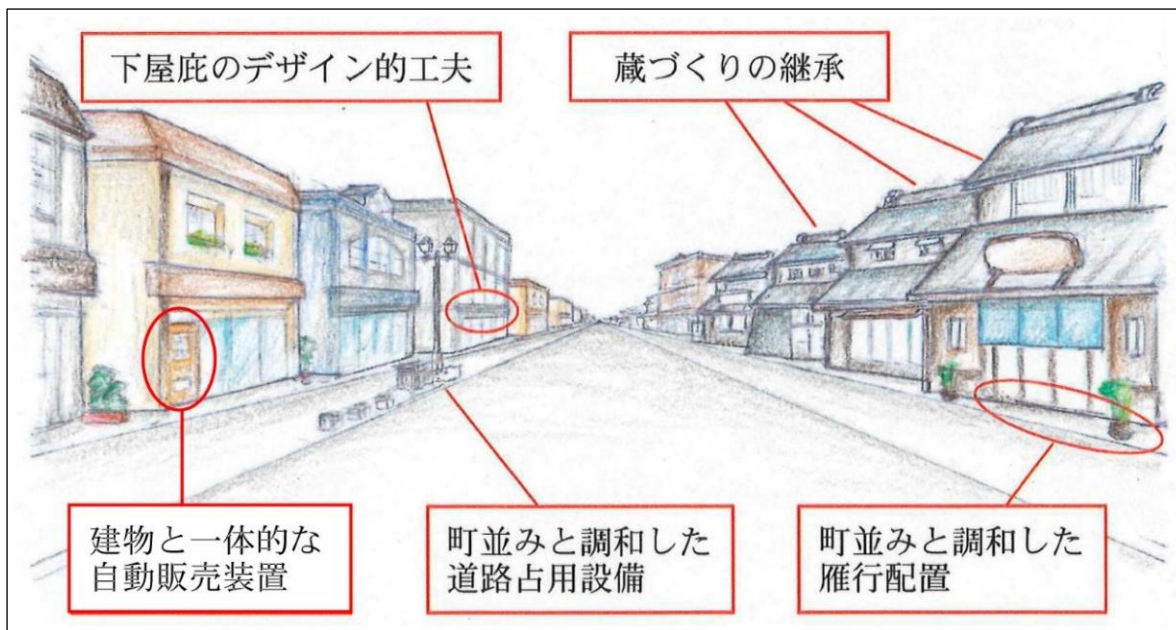 下屋庇のデザイン的工夫
蔵づくりの継承
建物と一体的な
自動販売装置
町並みと調和した
道路占用設備
町並みと調和した
雁行配置